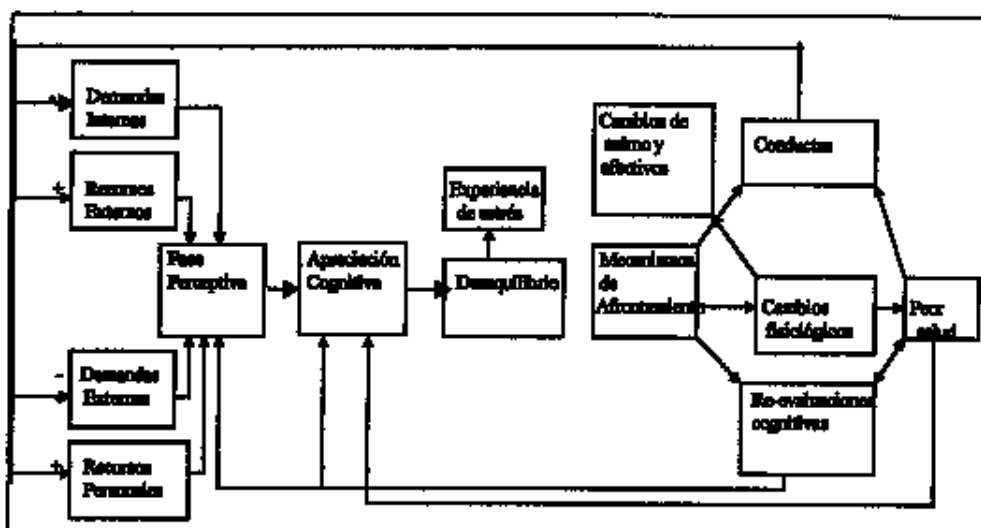 Demandas
Internas
+
Recursos
Externos
Fase
Perceptiva
-
Demandas
Externas
+
Recursos
Personales
Apreciación
Cognitiva
Experiencia
de estrés
Desequilibrio
Cambios de
animo y
afectivos
Mecanismos
de
Afrontamiento
Conductas
Cambios
fisiológicos
Peor
salud
Re-evaluaciones
cognitivas